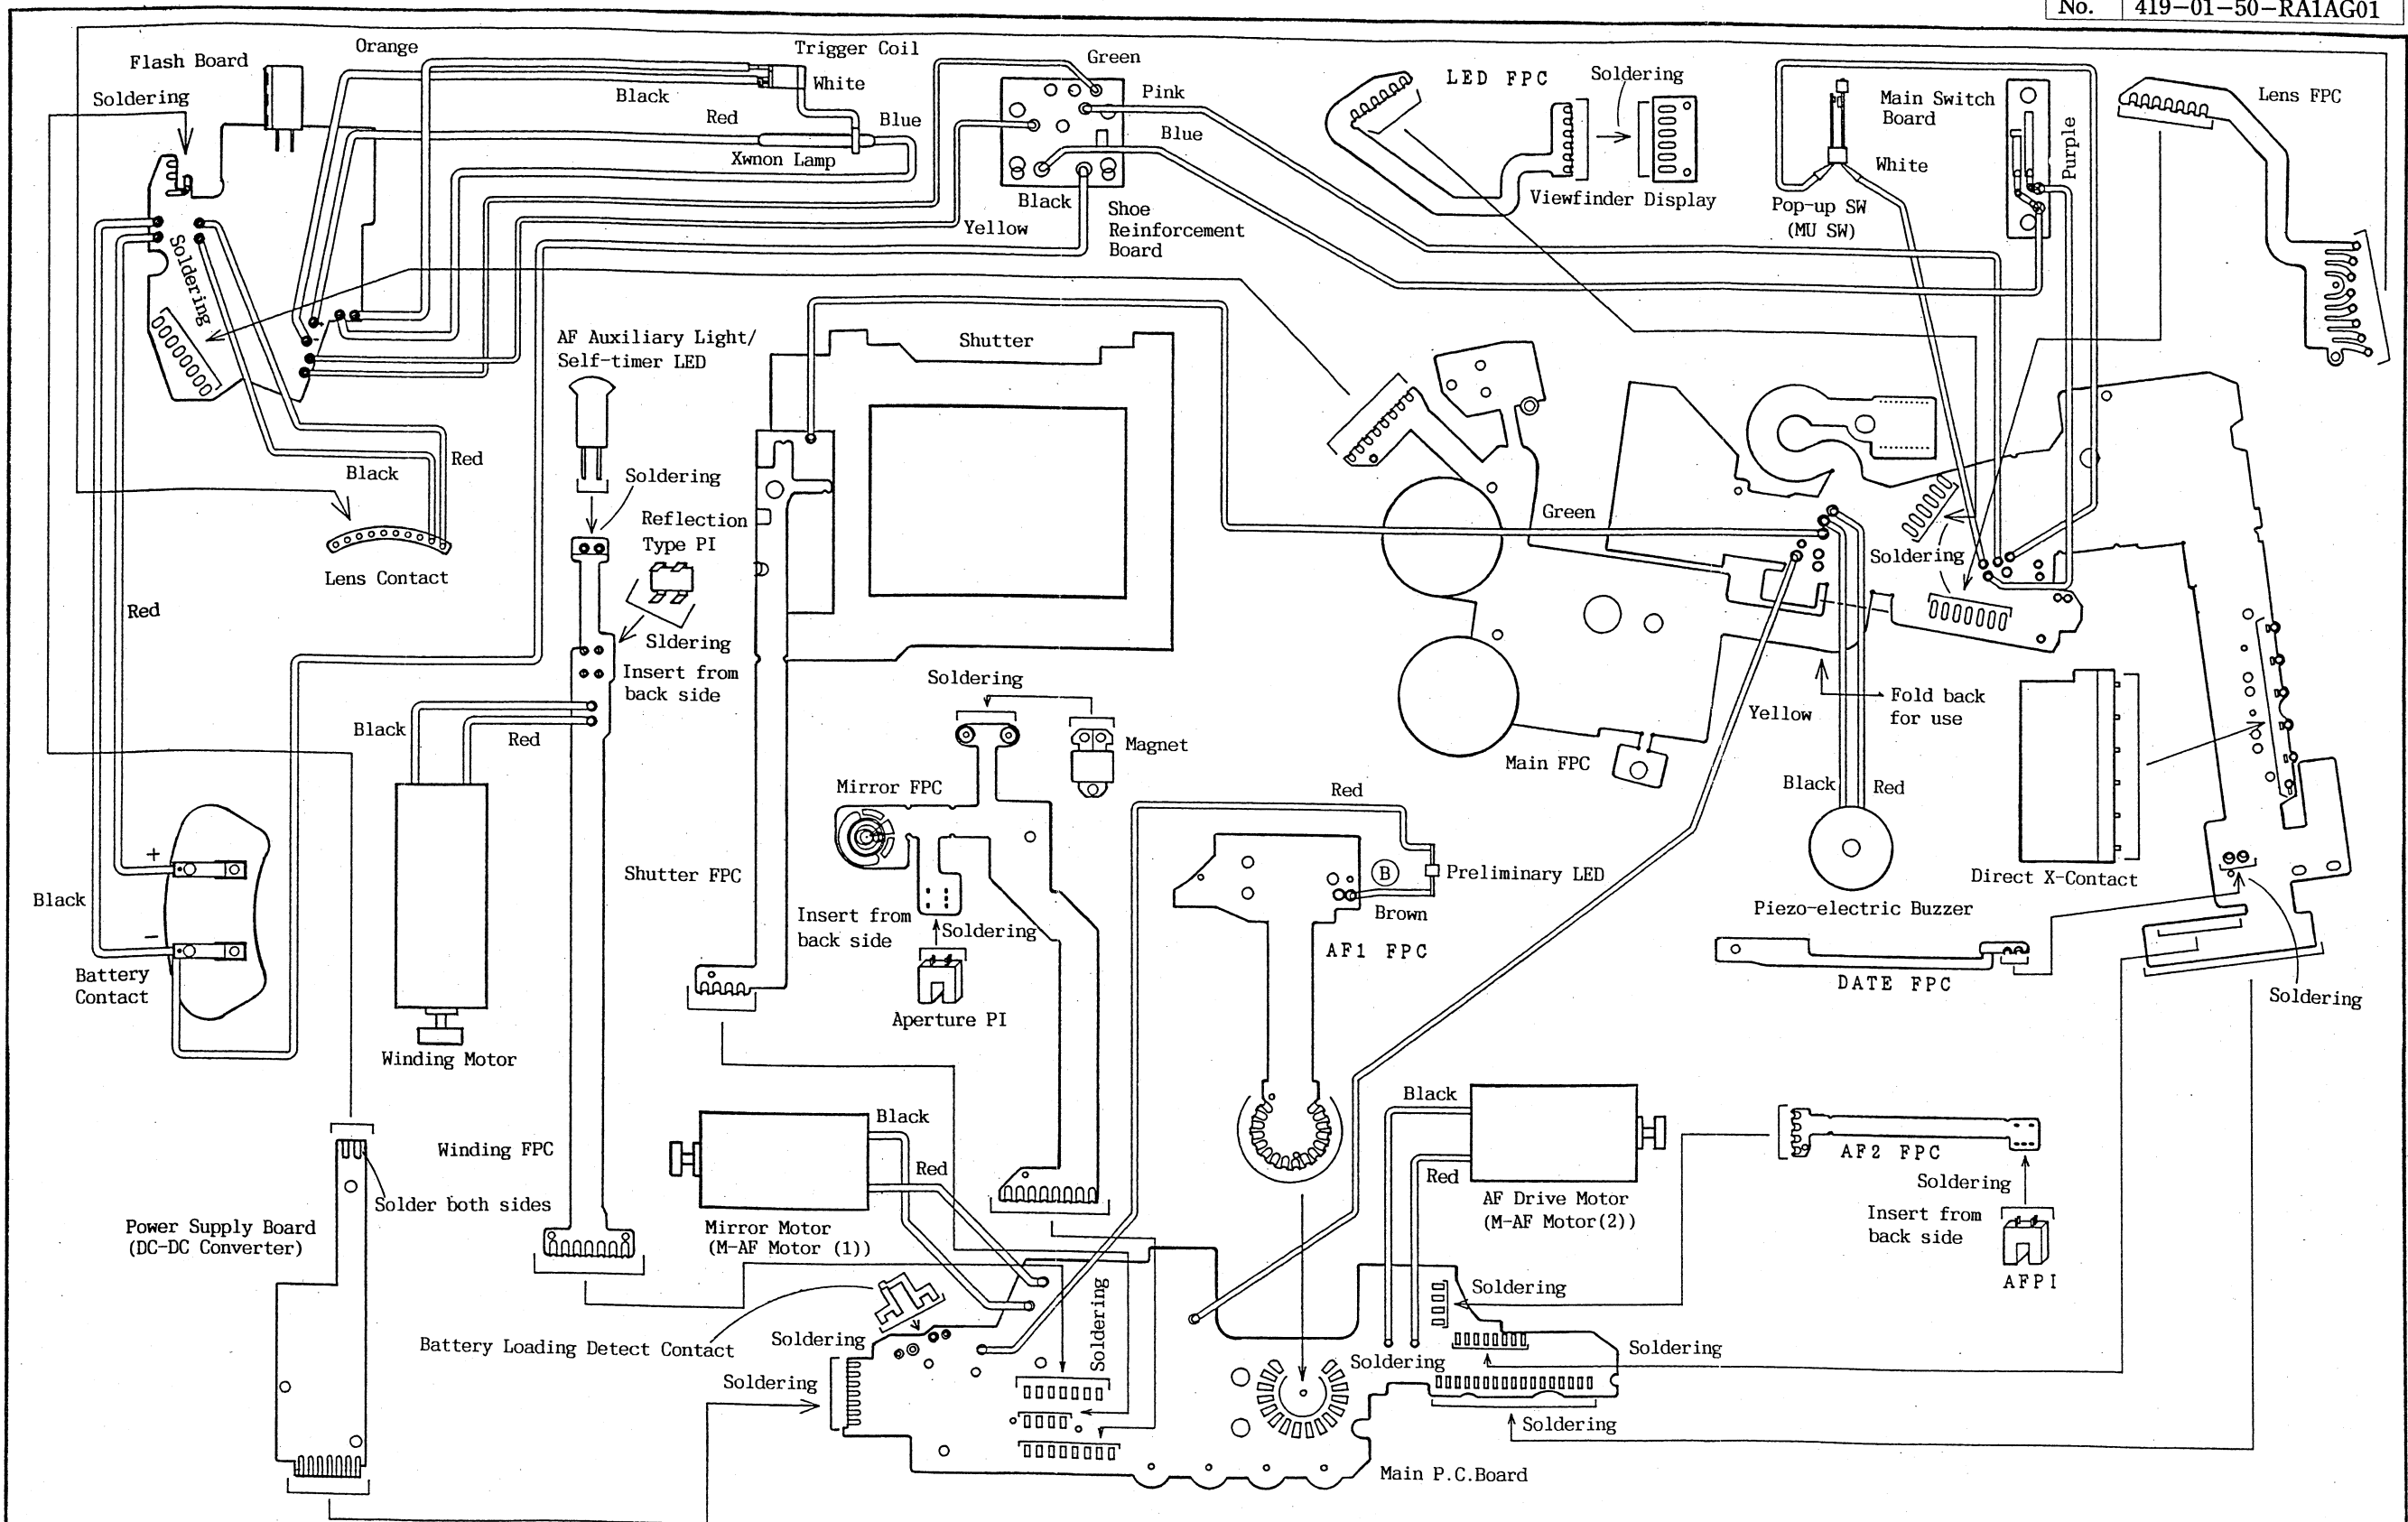 No. 419-01-50-RA1AG01
Flash Board
Orange
Trigger Coil
White
Green
Pink
LED FPC
Soldering
Main Switch
Board
Lens FPC
Soldering
Black
Red
Blue
Blue
Xwnon Lamp
Purple
White
Black
Shoe
Reinforcement
Board
Yellow
Viewfinder Display
Pop-up SW
(MU SW)
Soldering
AF Auxiliary Light/
Self-timer LED
Shutter
Black
Red
Soldering
Reflection
Type PI
Green
Soldering
Lens Contact
Red
Sldering
Insert from
back side
Soldering
Black
Red
Magnet
Yellow
Fold back
for use
Main FPC
Mirror FPC
Red
Black
Red
+
Black
-
Shutter FPC
Insert from
back side
Soldering
B
Preliminary LED
Brown
AF1 FPC
Direct X-Contact
Piezo-electric Buzzer
DATE FPC
Soldering
Battery
Contact
Aperture PI
Winding Motor
Black
Red
Black
Red
Winding FPC
Solder both sides
AF2 FPC
Soldering
Power Supply Board
(DC-DC Converter)
Mirror Motor
(M-AF Motor (1))
AF Drive Motor
(M-AF Motor(2))
Insert from
back side
AFPI
Soldering
Soldering
Battery Loading Detect Contact
Soldering
Soldering
Soldering
Soldering
Soldering
Main P.C.Board
+
-